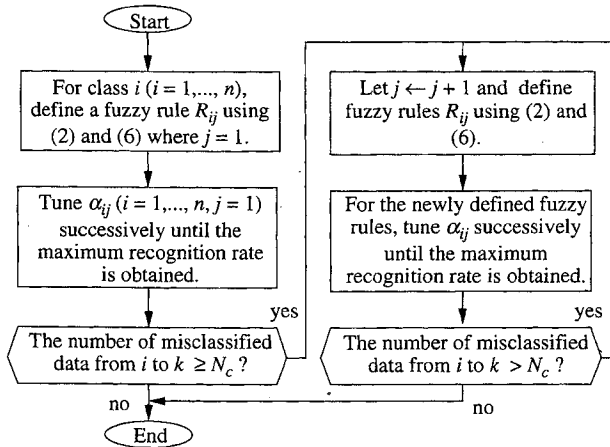 Start
For class i (i = 1,..., n),
define a fuzzy rule R_ij using
(2) and (6) where j = 1.
Tune α_ij (i = 1,..., n, j = 1)
successively until the
maximum recognition rate
is obtained.
The number of misclassified
data from i to k ≥ N_c ?
yes
no
End
Let j ← j + 1 and define
fuzzy rules R_ij using (2) and
(6).
For the newly defined fuzzy
rules, tune α_ij successively
until the maximum
recognition rate is obtained.
The number of misclassified
data from i to k > N_c ?
yes
no